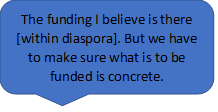 The funding I believe is there
[within diaspora]. But we have
to make sure what is to be
funded is concrete.